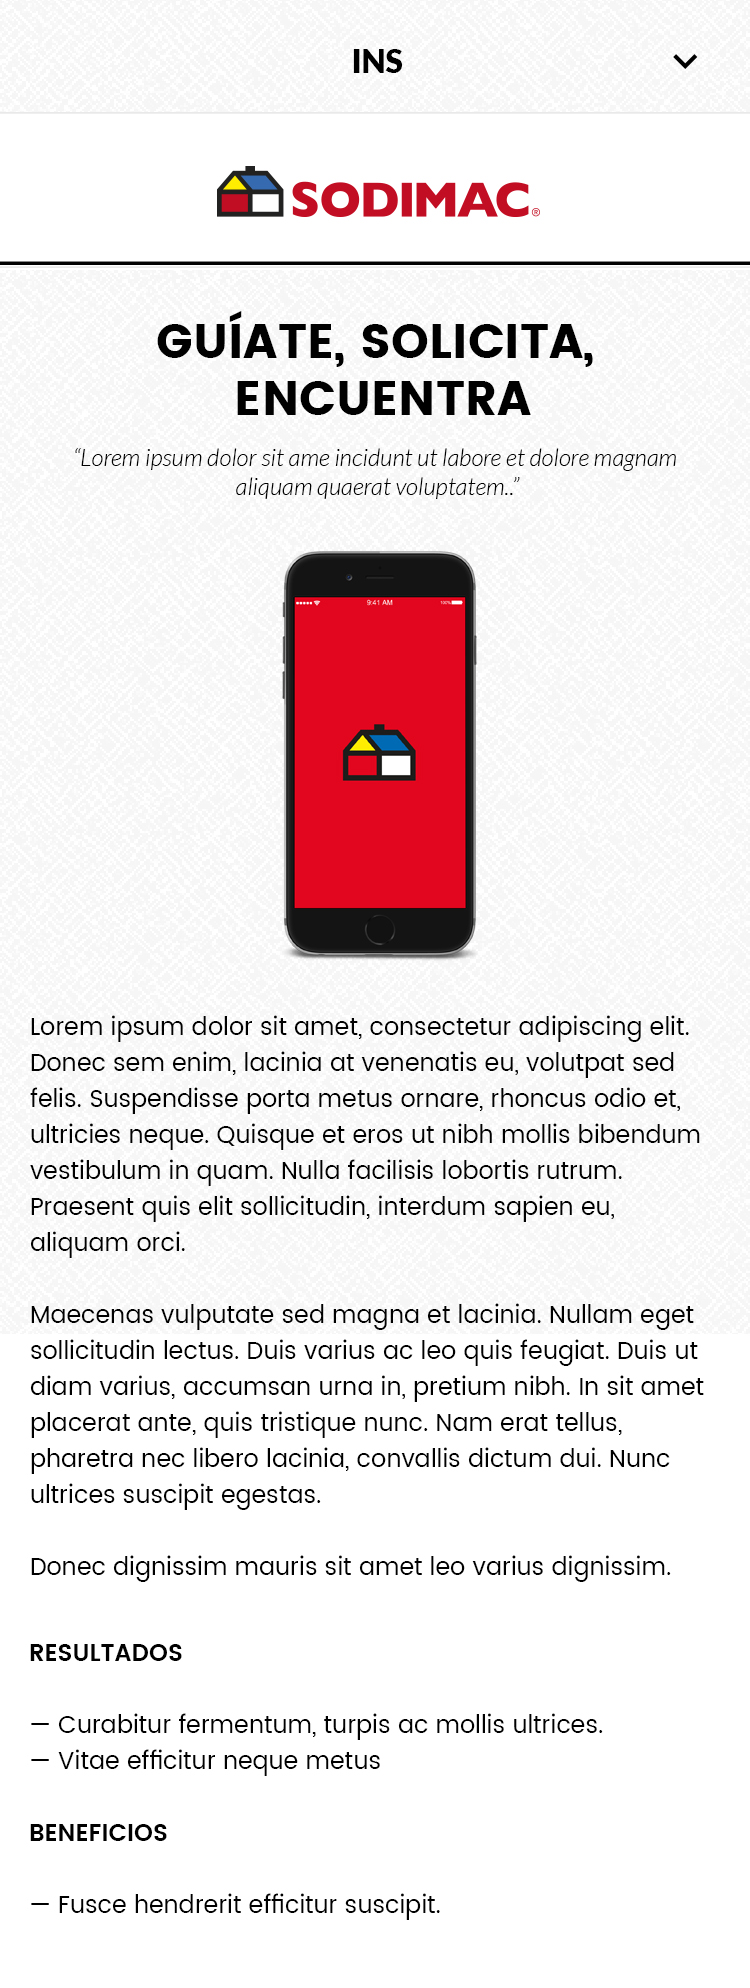 INS
SODIMAC®
GUÍATE, SOLICITA,
ENCUENTRA
“Lorem ipsum dolor sit ame incidunt ut labore et dolore magnam
aliquam quaerat voluptatem..”
9:41 AM 100%
Lorem ipsum dolor sit amet, consectetur adipiscing elit.
Donec sem enim, lacinia at venenatis eu, volutpat sed
felis. Suspendisse porta metus ornare, rhoncus odio et,
ultricies neque. Quisque et eros ut nibh mollis bibendum
vestibulum in quam. Nulla facilisis lobortis rutrum.
Praesent quis elit sollicitudin, interdum sapien eu,
aliquam orci.
Maecenas vulputate sed magna et lacinia. Nullam eget
sollicitudin lectus. Duis varius ac leo quis feugiat. Duis ut
diam varius, accumsan urna in, pretium nibh. In sit amet
placerat ante, quis tristique nunc. Nam erat tellus,
pharetra nec libero lacinia, convallis dictum dui. Nunc
ultrices suscipit egestas.
Donec dignissim mauris sit amet leo varius dignissim.
RESULTADOS
— Curabitur fermentum, turpis ac mollis ultrices.
— Vitae efficitur neque metus
BENEFICIOS
— Fusce hendrerit efficitur suscipit.